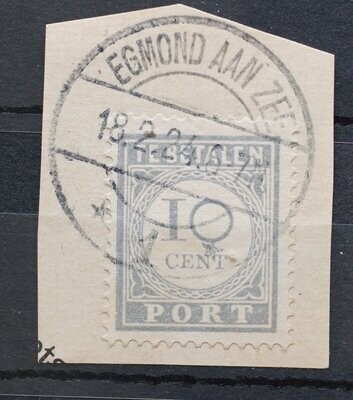 EGMOND AAN ZEE
18.2.24.
TE BETALEN
10
CENT
PORT